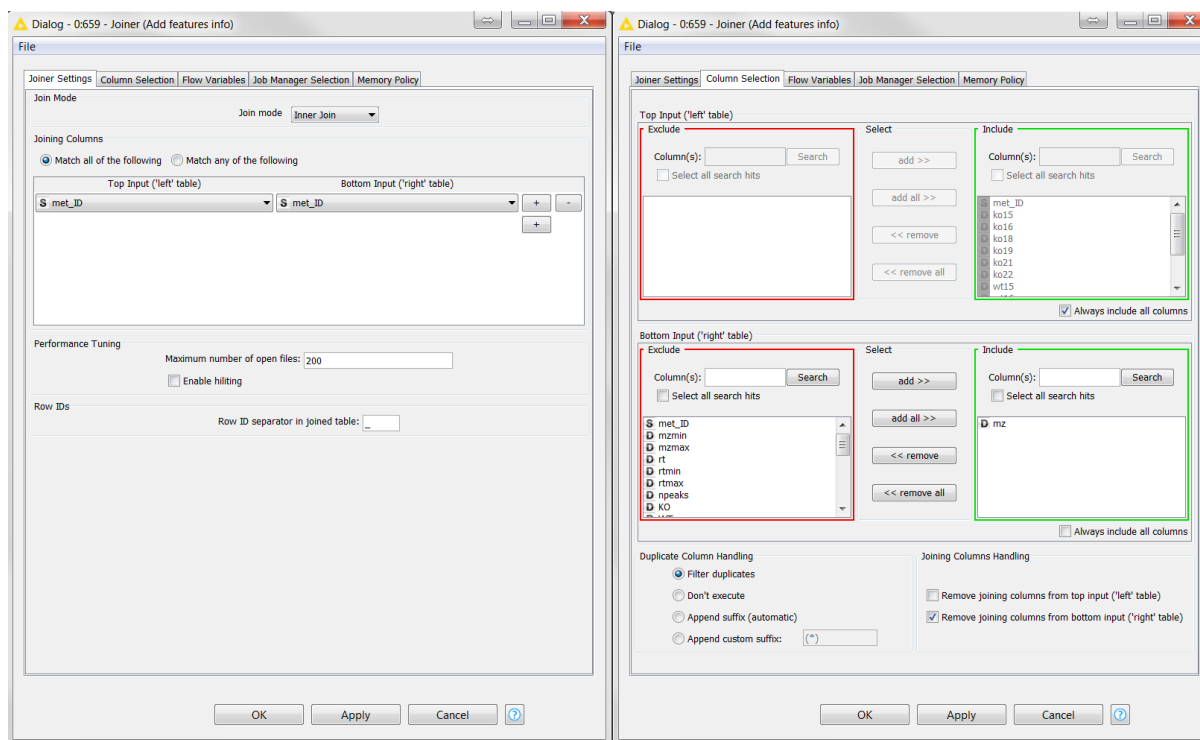 Dialog - 0:659 - Joiner (Add features info)
File
Joiner Settings Column Selection Flow Variables Job Manager Selection Memory Policy
Join Mode
Join mode Inner Join
Joining Columns
Match all of the following Match any of the following
Top Input ('left' table) Bottom Input ('right' table)
S met_ID S met_ID + -
+
Performance Tuning
Maximum number of open files: 200
Enable hiliting
Row IDs
Row ID separator in joined table: _
OK Apply Cancel ?
Dialog - 0:659 - Joiner (Add features info)
File
Joiner Settings Column Selection Flow Variables Job Manager Selection Memory Policy
Top Input ('left' table)
Exclude Select Include
Column(s): Search add >> Column(s): Search
Select all search hits Select all search hits
add all >>
<< remove
<< remove all
S met_ID
D ko15
D ko16
D ko18
D ko19
D ko21
D ko22
D wt15
Always include all columns
Bottom Input ('right' table)
Exclude Select Include
Column(s): Search add >> Column(s): Search
Select all search hits Select all search hits
add all >>
<< remove
<< remove all
S met_ID
D mzmin
D mzmax
D rt
D rtmin
D rtmax
D npeaks
D KO
D mz
Always include all columns
Duplicate Column Handling
Filter duplicates
Don't execute
Append suffix (automatic)
Append custom suffix: (*)
Joining Columns Handling
Remove joining columns from top input ('left' table)
Remove joining columns from bottom input ('right' table)
OK Apply Cancel ?